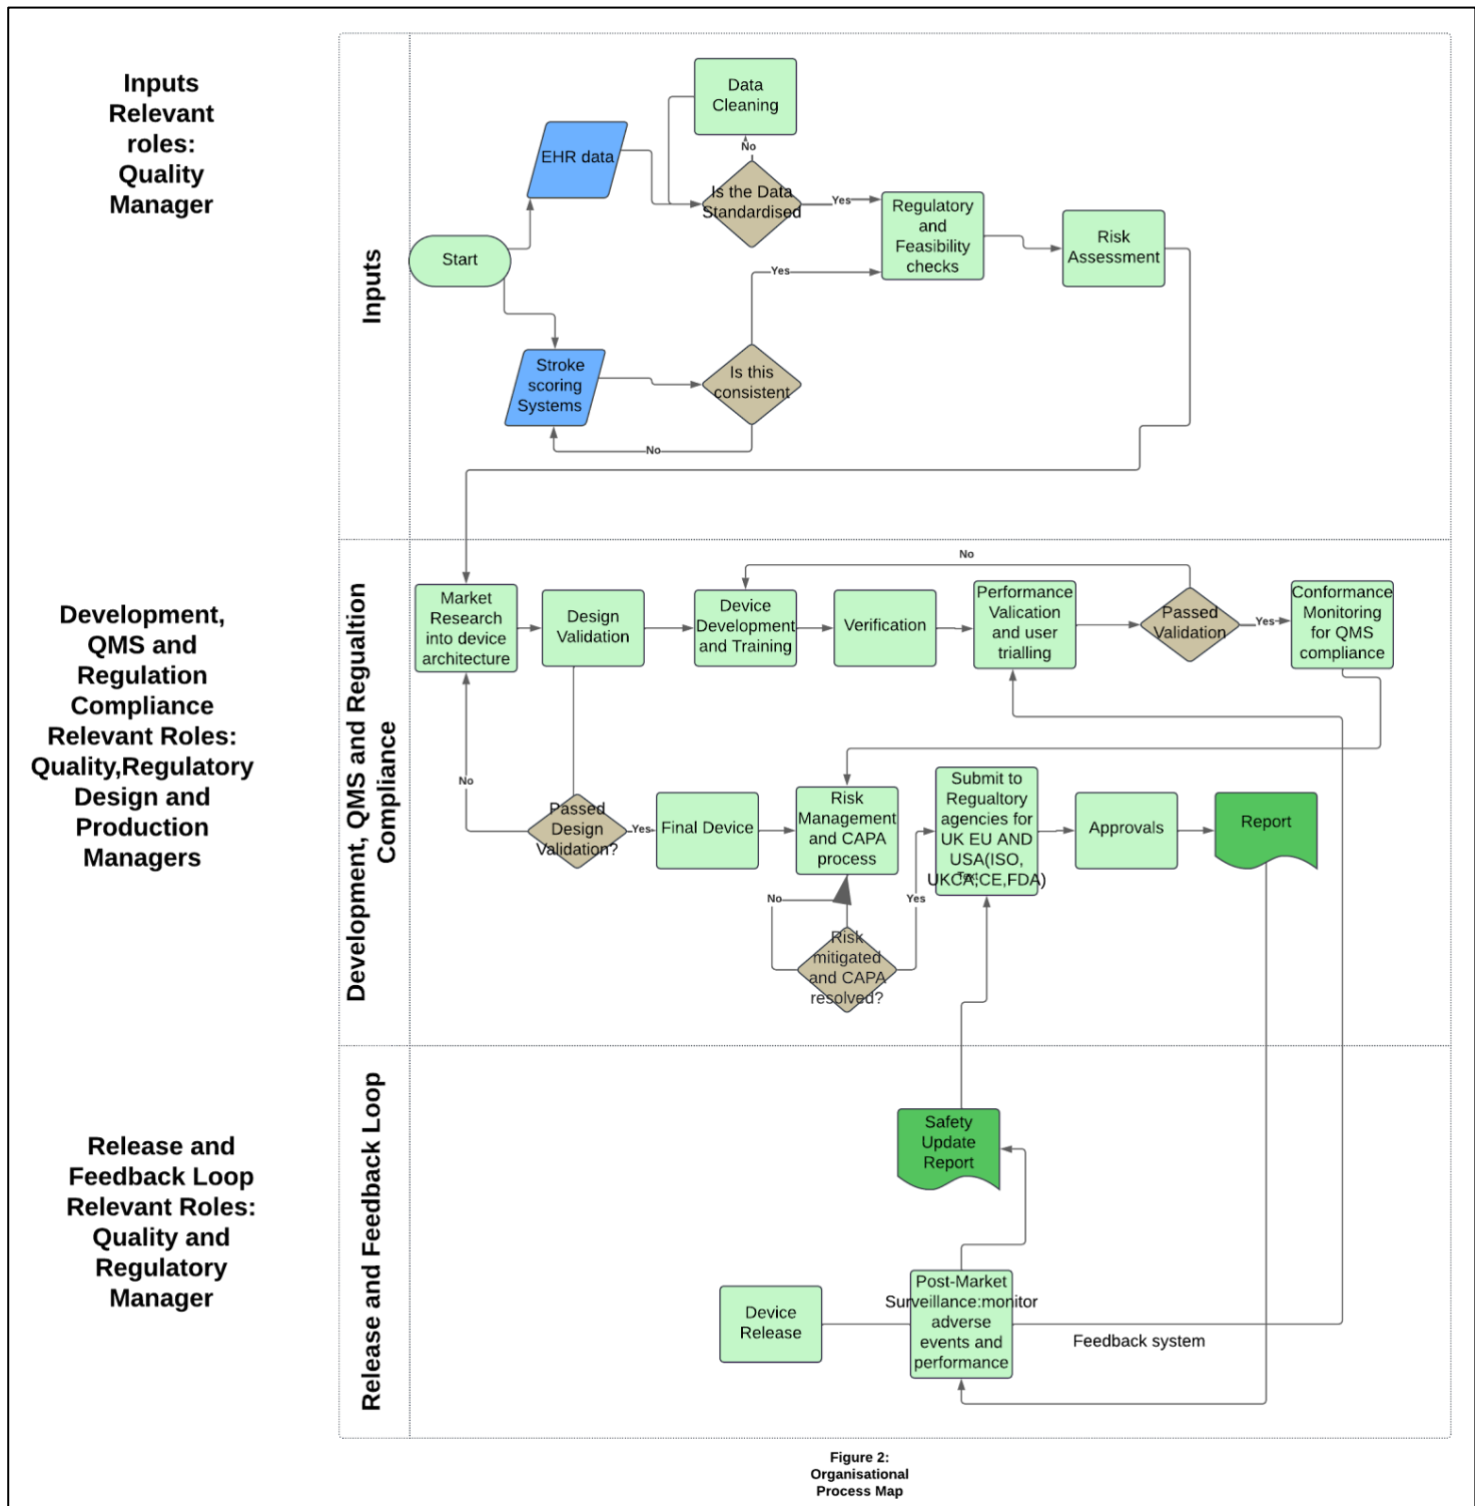 Inputs
Relevant
roles:
Quality
Manager
Inputs
Data
Cleaning
No
EHR data
Is the Data
Standardised
Yes
Regulatory
and
Feasibility
checks
Risk
Assessment
Start
Yes
Stroke
scoring
Systems
Is this
consistent
No
Development,
QMS and
Regulation
Compliance
Relevant Roles:
Quality,Regulatory
Design and
Production
Managers
Development, QMS and Regualtion
Compliance
No
Market
Research
into device
architecture
Design
Validation
Device
Development
and Training
Verification
Performance
Valication
and user
trialling
Passed
Validation
Yes
Conformance
Monitoring
for QMS
compliance
No
Passed
Design
Validation?
Yes
Final Device
Risk
Management
and CAPA
process
Submit to
Regualtory
agencies for
UK EU AND
USA(ISO,
UKCA,CE,FDA)
Text
Approvals
Report
No
Yes
Risk
mitigated
and CAPA
resolved?
Release and
Feedback Loop
Relevant Roles:
Quality and
Regulatory
Manager
Release and Feedback Loop
Safety
Update
Report
Device
Release
Post-Market
Surveillance:monitor
adverse
events and
performance
Feedback system
Figure 2:
Organisational
Process Map